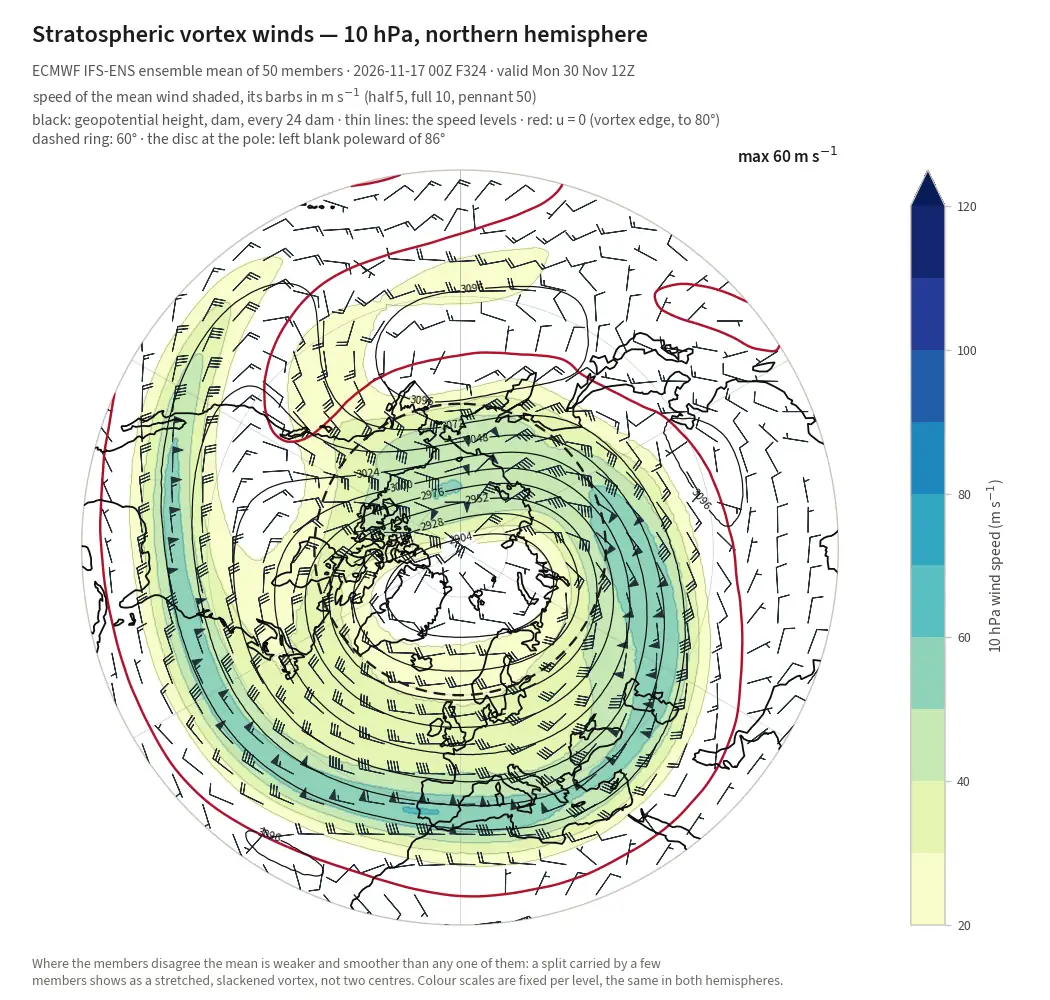 Stratospheric vortex winds — 10 hPa, northern hemisphere
ECMWF IFS-ENS ensemble mean of 50 members · 2026-11-17 00Z F324 · valid Mon 30 Nov 12Z
speed of the mean wind shaded, its barbs in m s⁻¹ (half 5, full 10, pennant 50)
black: geopotential height, dam, every 24 dam · thin lines: the speed levels · red: u = 0 (vortex edge, to 80°)
dashed ring: 60° · the disc at the pole: left blank poleward of 86°
max 60 m s⁻¹
120
100
80
60
40
20
10 hPa wind speed (m s⁻¹)
3096
3096
3072
3048
3024
3000
2976
2952
2928
2904
3096
3096
Where the members disagree the mean is weaker and smoother than any one of them: a split carried by a few
members shows as a stretched, slackened vortex, not two centres. Colour scales are fixed per level, the same in both hemispheres.